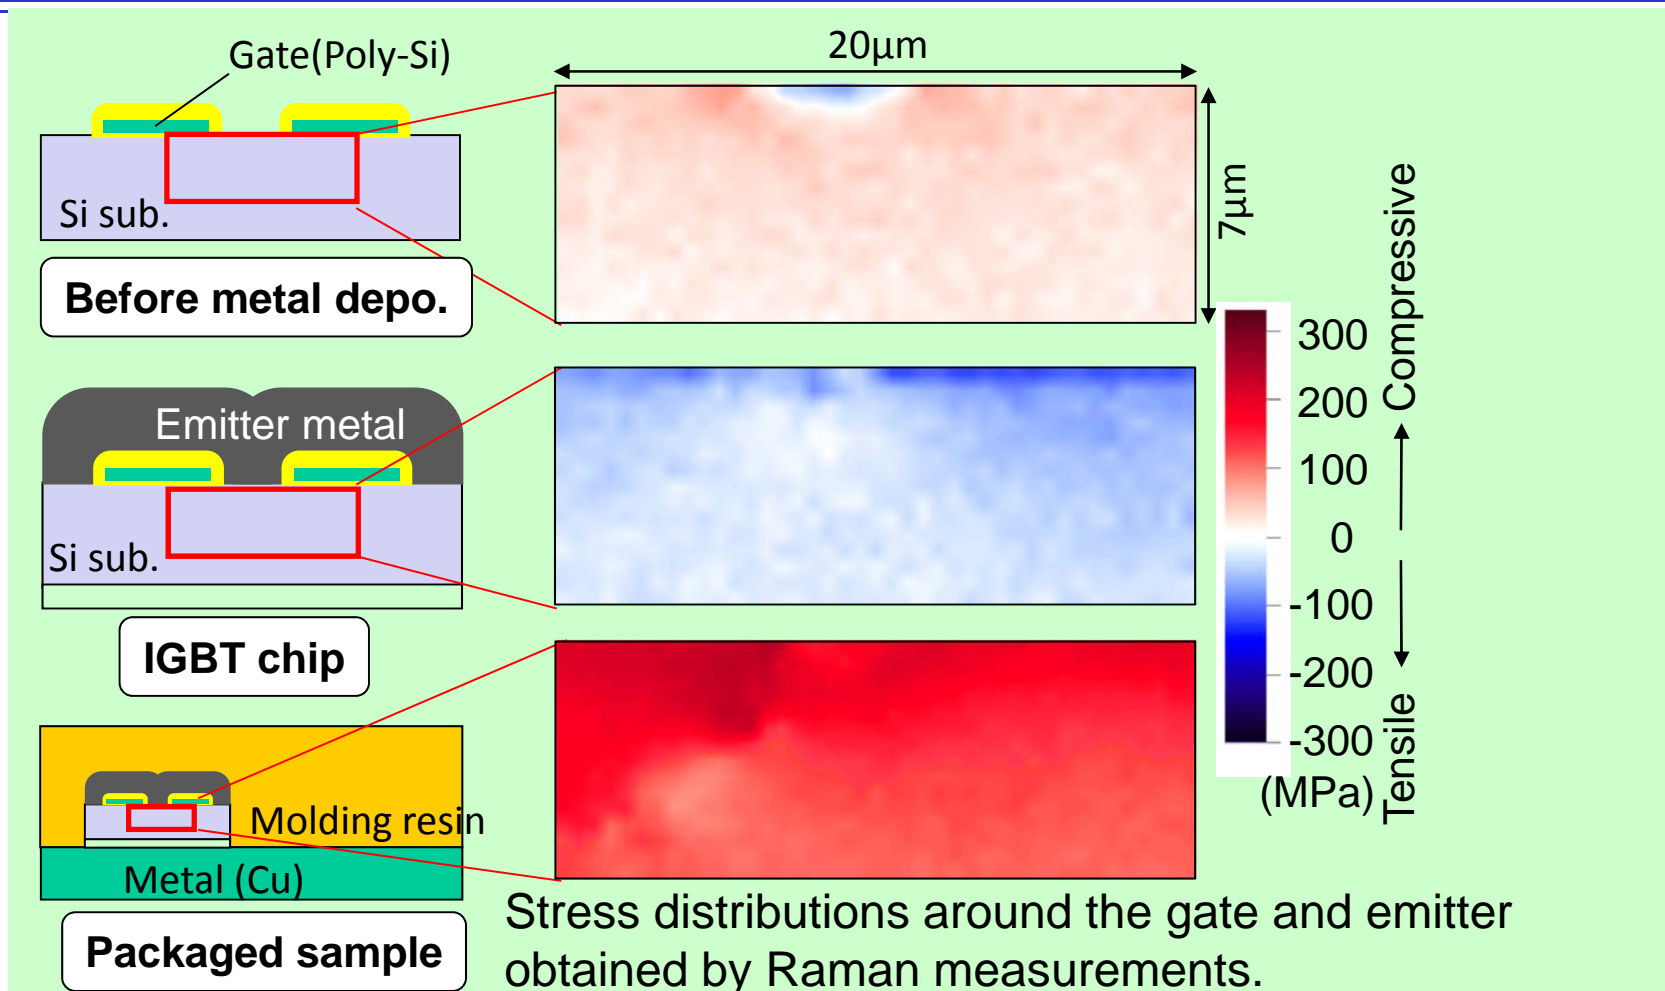 Gate(Poly-Si)
Si sub.
Before metal depo.
20μm
7μm
Emitter metal
Si sub.
IGBT chip
Molding resin
Metal (Cu)
Packaged sample
300
200
100
0
-100
-200
-300
(MPa)
Compressive
Tensile
Stress distributions around the gate and emitter
obtained by Raman measurements.